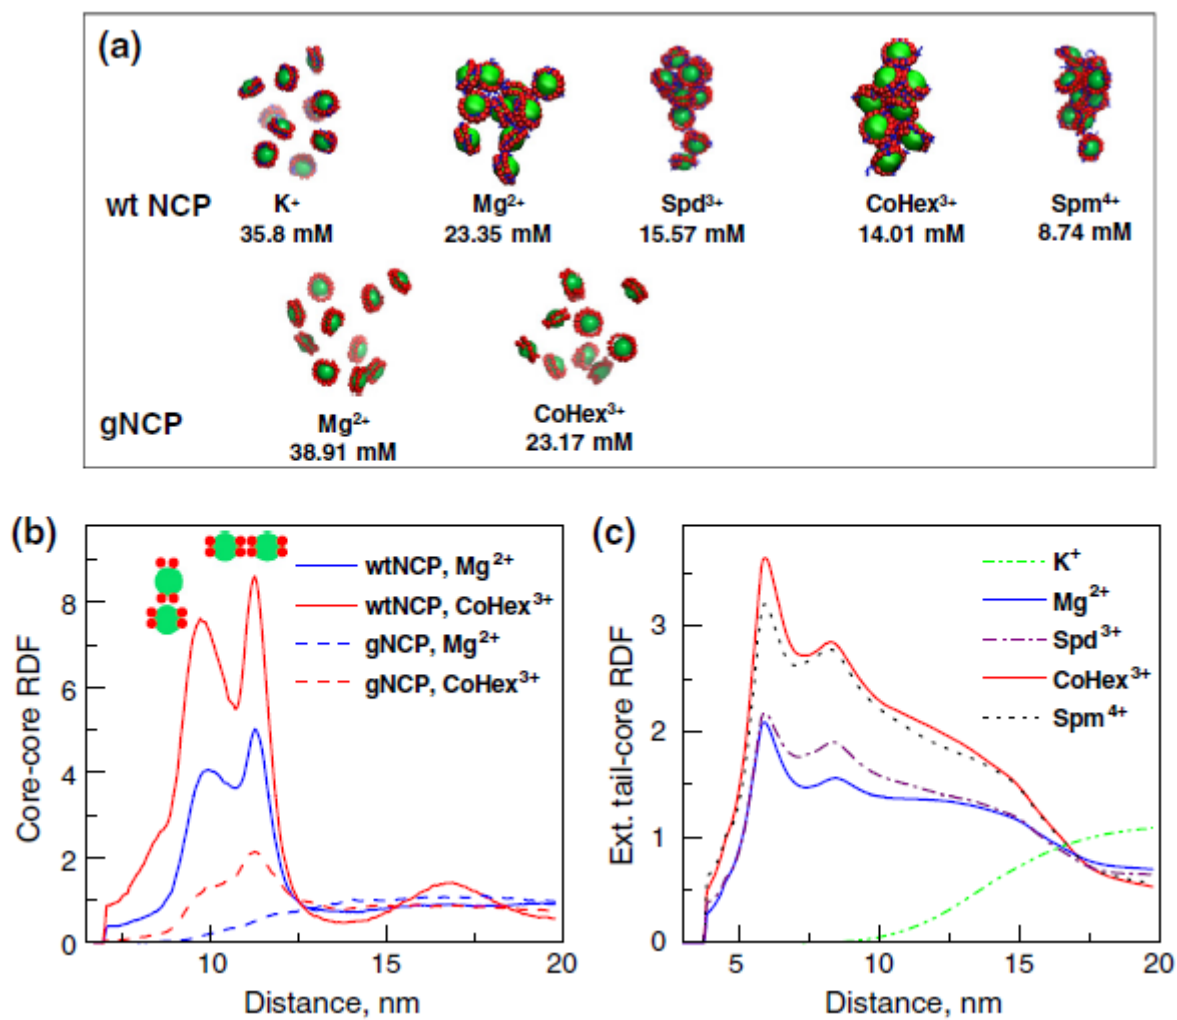 (a)
wt NCP
K+
35.8 mM
Mg2+
23.35 mM
Spd3+
15.57 mM
CoHex3+
14.01 mM
Spm4+
8.74 mM
gNCP
Mg2+
38.91 mM
CoHex3+
23.17 mM
(b)
Core-core RDF
8
6
4
2
0
10
15
20
Distance, nm
wtNCP, Mg2+
wtNCP, CoHex3+
gNCP, Mg2+
gNCP, CoHex3+
(c)
Ext. tail-core RDF
3
2
1
0
5
10
15
20
Distance, nm
K+
Mg2+
Spd3+
CoHex3+
Spm4+